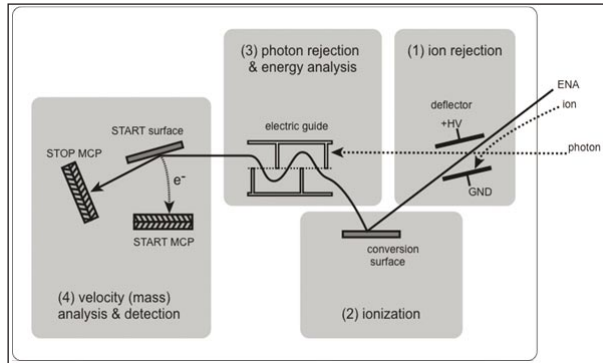 (3) photon rejection
& energy analysis
(1) ion rejection
ENA
ion
photon
deflector
+HV
GND
electric guide
START surface
STOP MCP
e-
START MCP
conversion
surface
(4) velocity (mass)
analysis & detection
(2) ionization